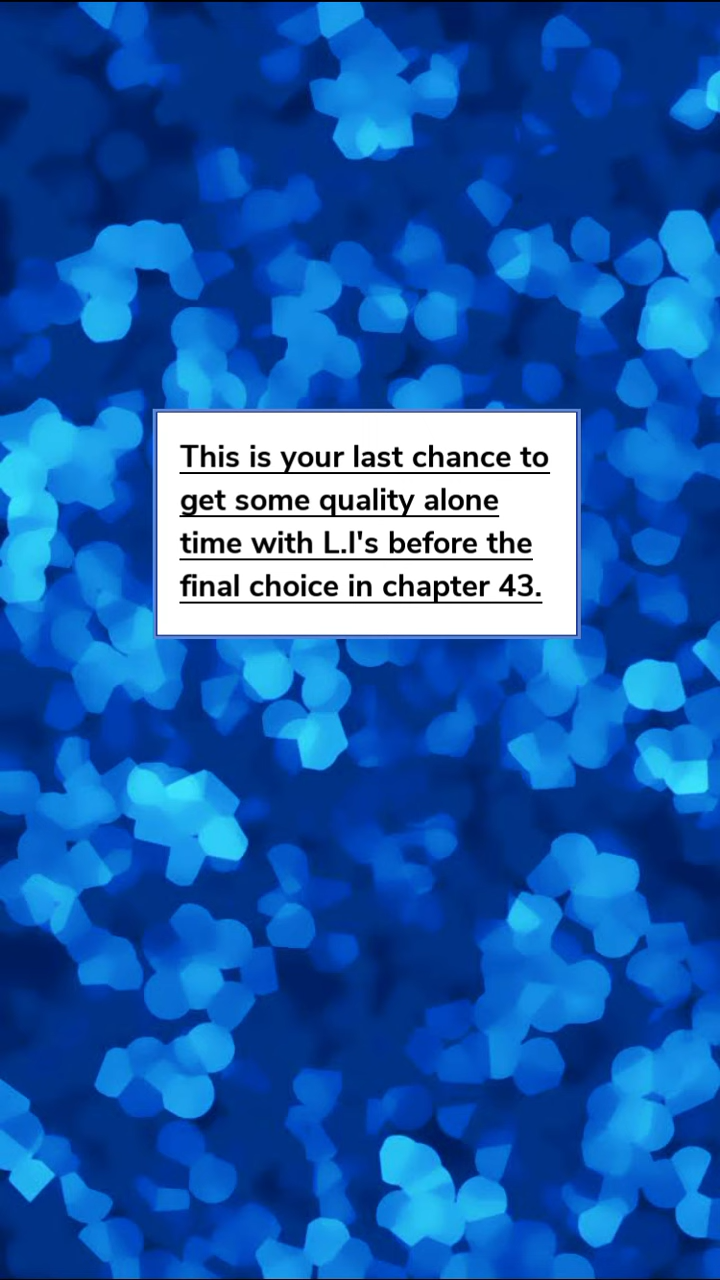 This is your last chance to
get some quality alone
time with L.I's before the
final choice in chapter 43.